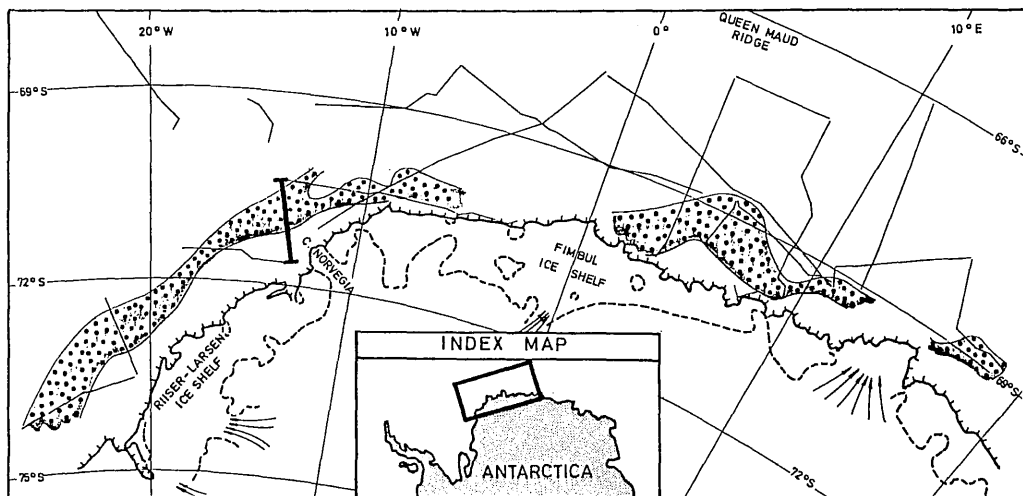 20°W
10°W
0°
10°E
QUEEN MAUD
RIDGE
69°S
66°S
C. NORVEGIA
FIMBUL
ICE SHELF
72°S
RIISER-LARSEN
ICE SHELF
INDEX MAP
ANTARCTICA
69°S
72°S
75°S